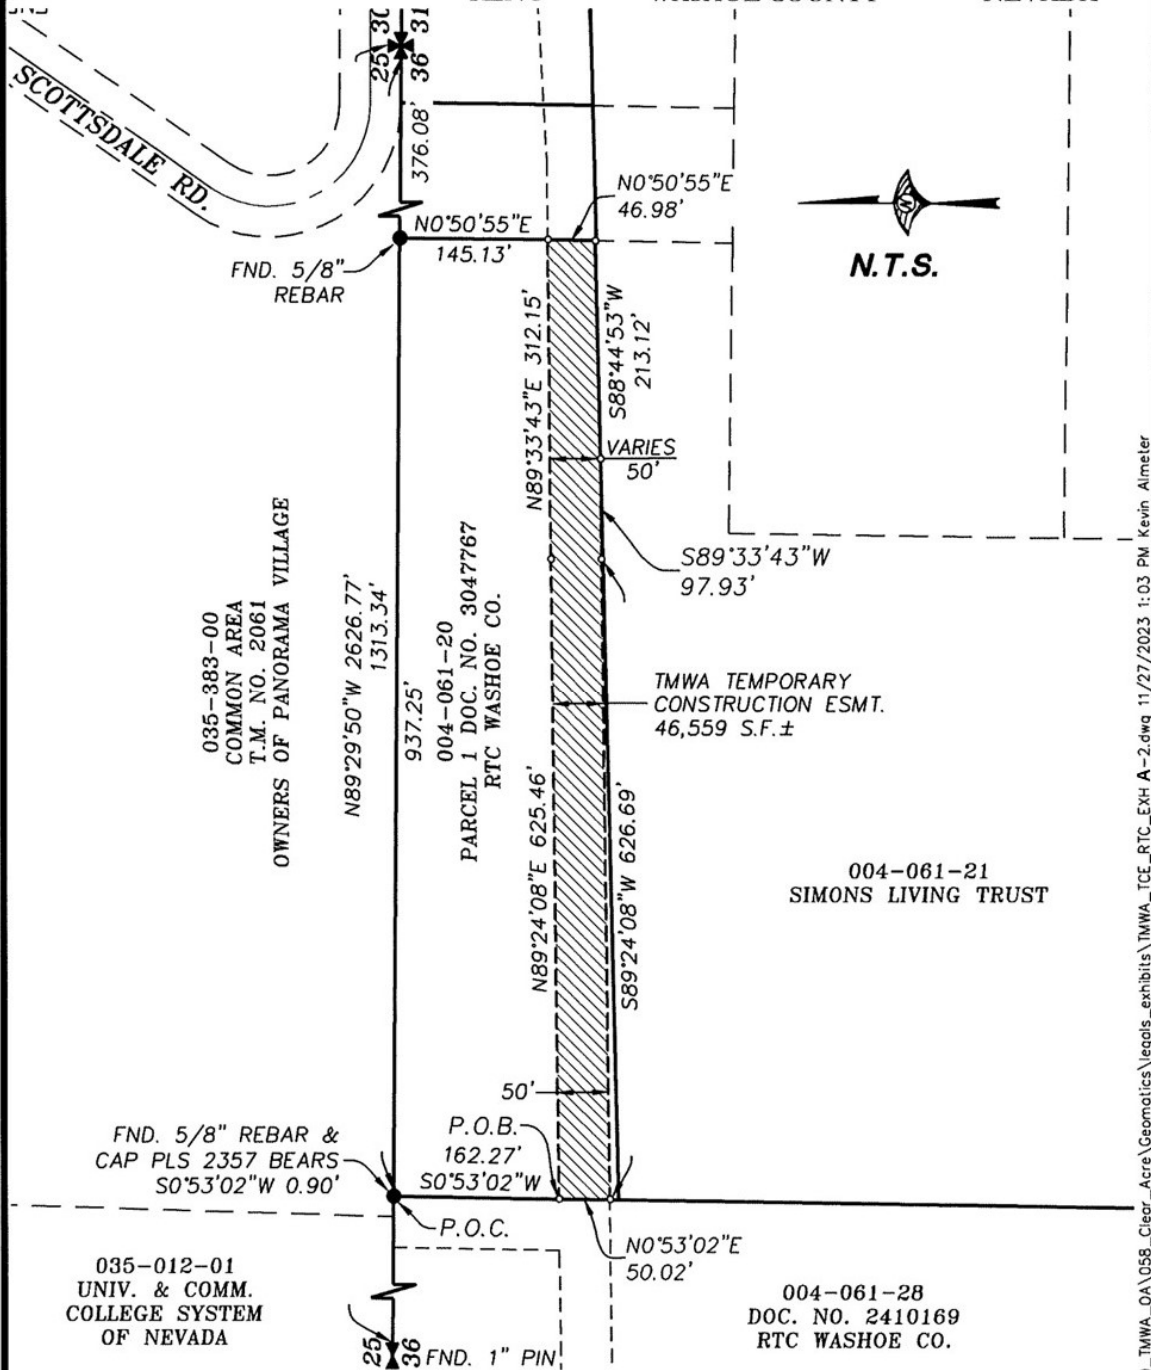 SCOTTSDALE RD.
25 30
36 31
376.08'
N0°50'55"E
46.98'
N
N.T.S.
N0°50'55"E
145.13'
FND. 5/8"
REBAR
N89°33'43"E 312.15'
S88°44'53"W
213.12'
VARIES
50'
S89°33'43"W
97.93'
035-383-00
COMMON AREA
T.M. NO. 2061
OWNERS OF PANORAMA VILLAGE
N89°29'50"W 2626.77'
1313.34'
937.25'
004-061-20
PARCEL 1 DOC. NO. 3047767
RTC WASHOE CO.
TMWA TEMPORARY
CONSTRUCTION ESMT.
46,559 S.F.±
N89°24'08"E 625.46'
S89°24'08"W 626.69'
004-061-21
SIMONS LIVING TRUST
50'
P.O.B.
162.27'
S0°53'02"W
FND. 5/8" REBAR &
CAP PLS 2357 BEARS
S0°53'02"W 0.90'
P.O.C.
N0°53'02"E
50.02'
035-012-01
UNIV. & COMM.
COLLEGE SYSTEM
OF NEVADA
004-061-28
DOC. NO. 2410169
RTC WASHOE CO.
25
36
FND. 1" PIN
_TMWA_OA\058_Clear_Acre\Geomatics\legals_exhibits\TMWA_TCE_RTC_EXH A-2.dwg 11/27/2023 1:03 PM Kevin Almeter